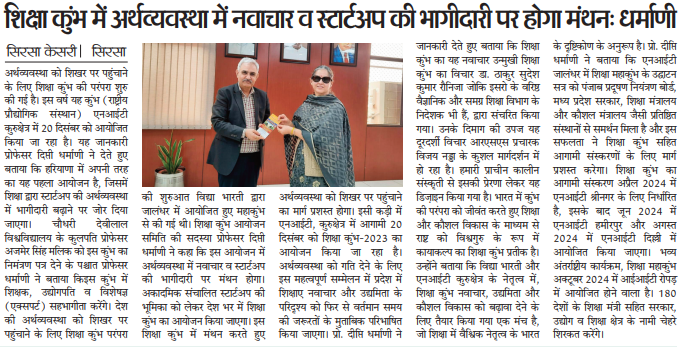 शिक्षा कुंभ में अर्थव्यवस्था में नवाचार व स्टार्टअप की भागीदारी पर होगा मंथनः धर्माणी
सिरसा केसरी| सिरसा
अर्थव्यवस्था को शिखर पर पहुंचाने
के लिए शिक्षा कुंभ की परंपरा शुरु
की गई है। इस वर्ष यह कुंभ (राष्ट्रीय
प्रौद्योगिक संस्थान) एनआईटी
कुरुक्षेत्र में 20 दिसंबर को आयोजित
किया जा रहा है। यह जानकारी
प्रोफेसर दिप्ती धर्माणी ने देते हुए
बताया कि हरियाणा में अपनी तरह
का यह पहला आयोजन है, जिसमें
शिक्षा द्वारा स्टार्टअप की अर्थव्यवस्था
में भागीदारी बढ़ाने पर जोर दिया
जाएगा। चौधरी देवीलाल
विश्वविद्यालय के कुलपति प्रोफेसर
अजमेर सिंह मलिक को इस कुंभ का
निमंत्रण पत्र देने के पश्चात प्रोफेसर
धर्माणी ने बताया किइस कुंभ में
शिक्षक, उद्योगपति व विशेषज्ञ
(एक्सपर्ट) सहभागीता करेंगे। देश
की अर्थव्यवस्था को शिखर पर
पहुंचाने के लिए शिक्षा कुंभ परंपरा
की शुरुआत विद्या भारती द्वारा
जालंधर में आयोजित हुए महाकुंभ
से की गई थी। शिक्षा कुंभ आयोजन
समिति की सदस्या प्रोफेसर दिप्ती
धर्माणी ने कहा कि इस आयोजन में
अर्थव्यवस्था में नवाचार व स्टार्टअप
की भागीदारी पर मंथन होगा।
अकादमिक संचालित स्टार्टअप की
भूमिका को लेकर देश भर में शिक्षा
कुंभ का आयोजन किया जाएगा। इस
शिक्षा कुंभ में मंथन करते हुए
अर्थव्यवस्था को शिखर पर पहुंचाने
का मार्ग प्रशस्त होगा। इसी कड़ी में
एनआईटी, कुरूक्षेत्र में आगामी 20
दिसंबर को शिक्षा कुंभ-2023 का
आयोजन किया जा रहा है।
अर्थव्यवस्था को गति देने के लिए
इस महत्वपूर्ण सम्मेलन में प्रदेश में
शिक्षाए नवाचार और उद्यमिता के
परिदृश्य को फिर से वर्तमान समय
की जरूरतों के मुताबिक परिभाषित
किया जाएगा। प्रो. दीप्ति धर्माणी ने
जानकारी देते हुए बताया कि शिक्षा
कुंभ का यह नवाचार उन्मुखी शिक्षा
कुंभ का विचार डा. ठाकुर सुदेश
कुमार रौनिजा जोकि इसरो के वरिष्ठ
वैज्ञानिक और समग्र शिक्षा विभाग के
निदेशक भी हैं, द्वारा संचरित किया
गया। उनके दिमाग की उपज यह
दूरदर्शी विचार आरएसएस प्रचारक
विजय नड्डा के कुशल मार्गदर्शन में
हो रहा है। हमारी प्राचीन कालीन
संस्कृती से इसकी प्रेरणा लेकर यह
डिज़ाइन किया गया है। भारत में कुंभ
की परंपरा को जीवंत करते हुए शिक्षा
और कौशल विकास के माध्यम से
राष्ट्र को विश्वगुरु के रूप में
कायाकल्प का शिक्षा कुंभ प्रतीक है।
उन्होंने बताया कि विद्या भारती और
एनआईटी कुरूक्षेत्र के नेतृत्व में,
शिक्षा कुंभ नवाचार, उद्यमिता और
कौशल विकास को बढ़ावा देने के
लिए तैयार किया गया एक मंच है,
जो शिक्षा में वैश्विक नेतृत्व के भारत
के दृष्टिकोण के अनुरूप है। प्रो. दीप्ति
धर्माणी ने बताया कि एनआईटी
जालंधर में शिक्षा महाकुंभ के उद्घाटन
सत्र को पंजाब प्रदूषण नियंत्रण बोर्ड,
मध्य प्रदेश सरकार, शिक्षा मंत्रालय
और कौशल मंत्रालय जैसी प्रतिष्ठित
संस्थानों से समर्थन मिला है और इस
सफलता ने शिक्षा कुंभ सहित
आगामी संस्करणों के लिए मार्ग
प्रशस्त करेगा। शिक्षा कुंभ का
आगामी संस्करण अप्रैल 2024 में
एनआईटी श्रीनगर के लिए निर्धारित
है, इसके बाद जून 2024 में
एनआईटी हमीरपुर और अगस्त
2024 में एनआईटी दिल्ली में
आयोजित किया जाएगा। भव्य
अंतर्राष्ट्रीय कार्यक्रम, शिक्षा महाकुंभ
अक्टूबर 2024 में आईआईटी रोपड़
में आयोजित होने वाला है। 180
देशों के शिक्षा मंत्री सहित सरकार,
उद्योग व शिक्षा क्षेत्र के नामी चेहरे
शिरकत करेंगे।